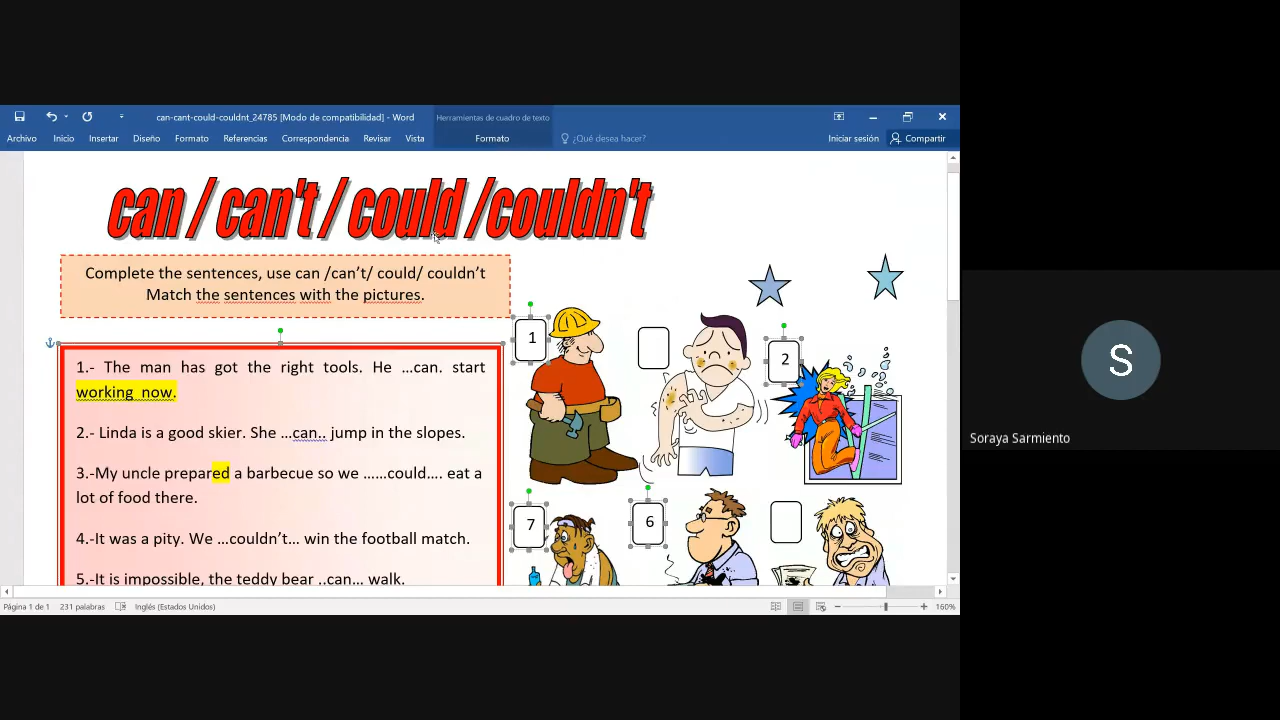 can-cant-could-couldnt_24785 [Modo de compatibilidad] - Word
Herramientas de cuadro de texto
Archivo Inicio Insertar Diseño Formato Referencias Correspondencia Revisar Vista Formato ¿Qué desea hacer? Iniciar sesión Compartir
can / can't / could /couldn't
Complete the sentences, use can /can't/ could/ couldn't
Match the sentences with the pictures.
1
2
1.- The man has got the right tools. He ...can. start
working now.
2.- Linda is a good skier. She ...can.. jump in the slopes.
3.-My uncle prepared a barbecue so we ......could.... eat a
lot of food there.
7
6
4.-It was a pity. We ...couldn't... win the football match.
5.-It is impossible, the teddy bear ..can... walk.
Página 1 de 1 231 palabras Inglés (Estados Unidos) 160%
S
Soraya Sarmiento